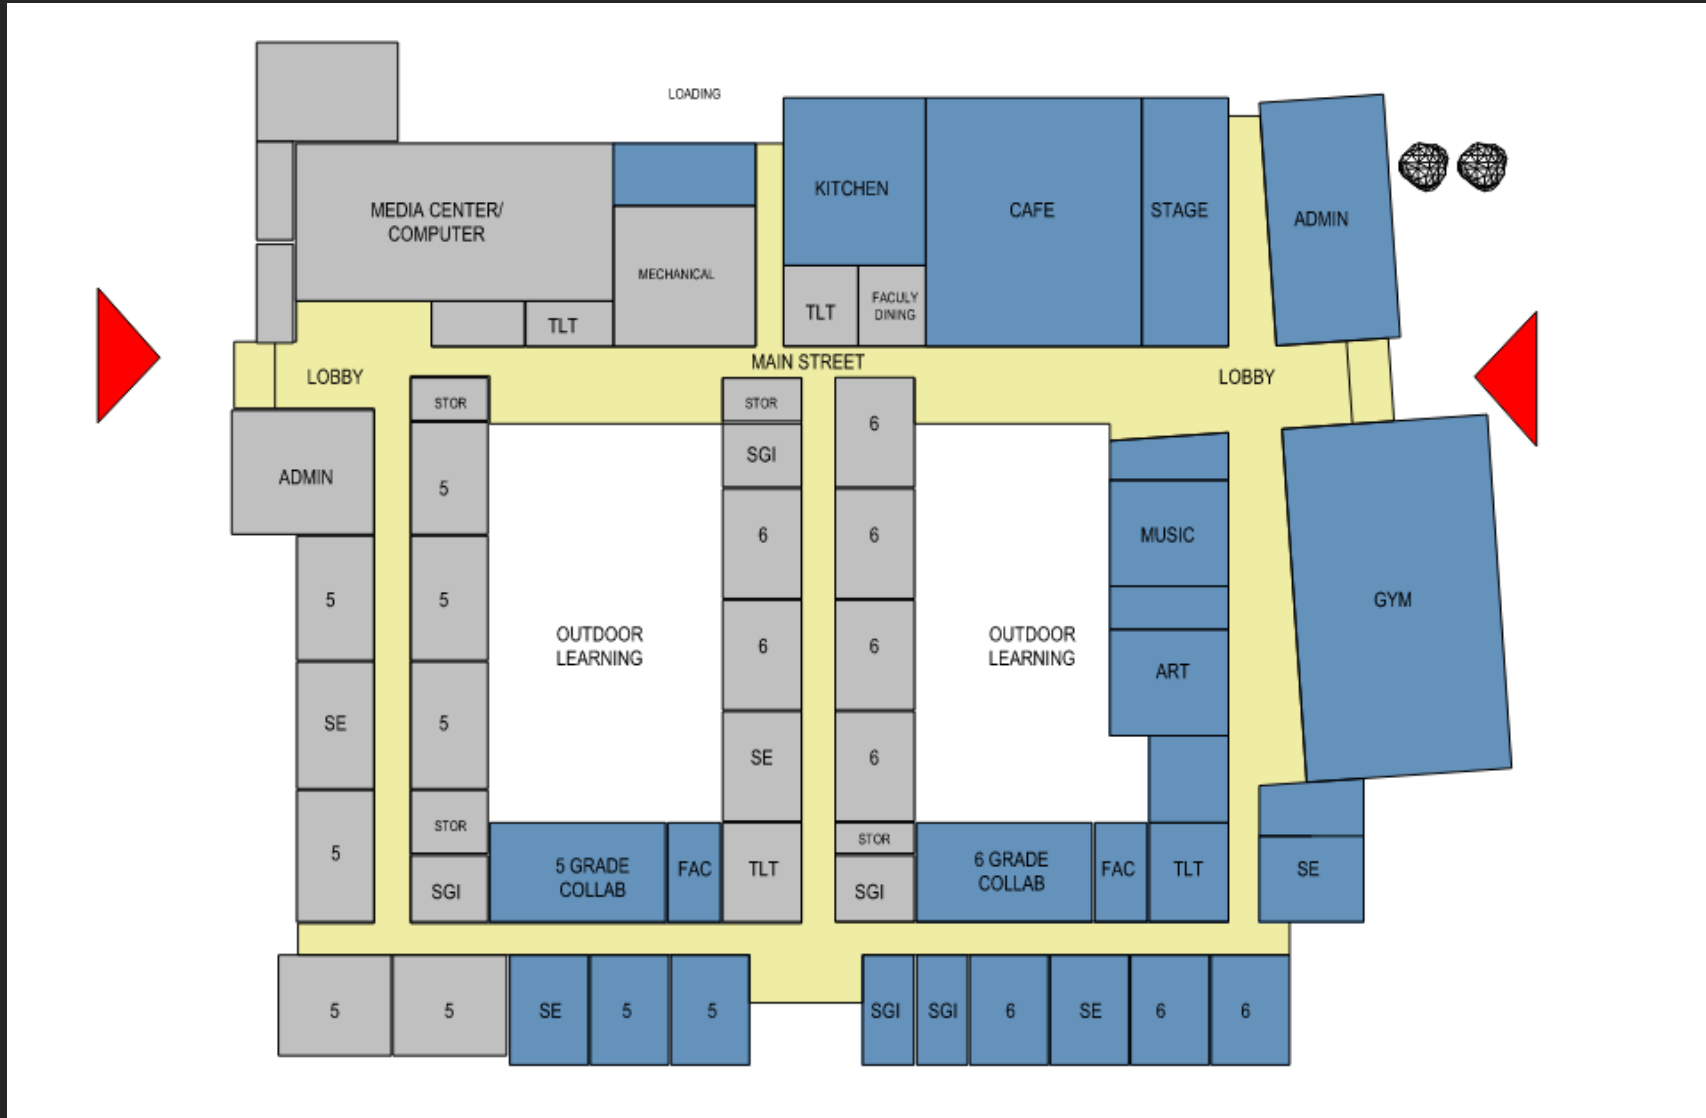 LOADING
MEDIA CENTER/
COMPUTER
MECHANICAL
TLT
KITCHEN
TLT
FACULY
DINING
CAFE
STAGE
ADMIN
LOBBY
MAIN STREET
LOBBY
ADMIN
5
SE
5
STOR
5
5
5
STOR
SGI
OUTDOOR
LEARNING
5 GRADE
COLLAB
FAC
STOR
SGI
6
6
SE
TLT
6
6
6
6
STOR
SGI
OUTDOOR
LEARNING
6 GRADE
COLLAB
FAC
TLT
MUSIC
ART
GYM
SE
5
5
SE
5
5
SGI
SGI
6
SE
6
6